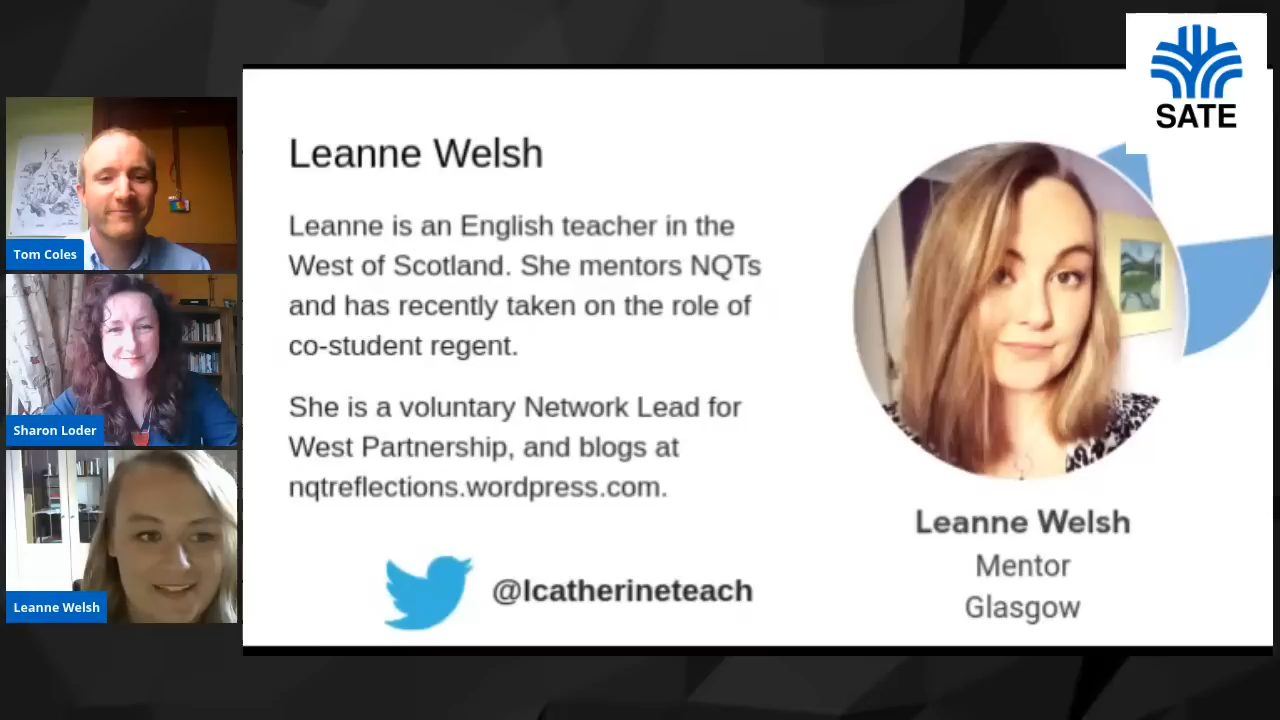 SATE
Leanne Welsh
Leanne is an English teacher in the
West of Scotland. She mentors NQTs
and has recently taken on the role of
co-student regent.
She is a voluntary Network Lead for
West Partnership, and blogs at
nqtreflections.wordpress.com.
@lcatherineteach
Leanne Welsh
Mentor
Glasgow
Tom Coles
Sharon Loder
Leanne Welsh